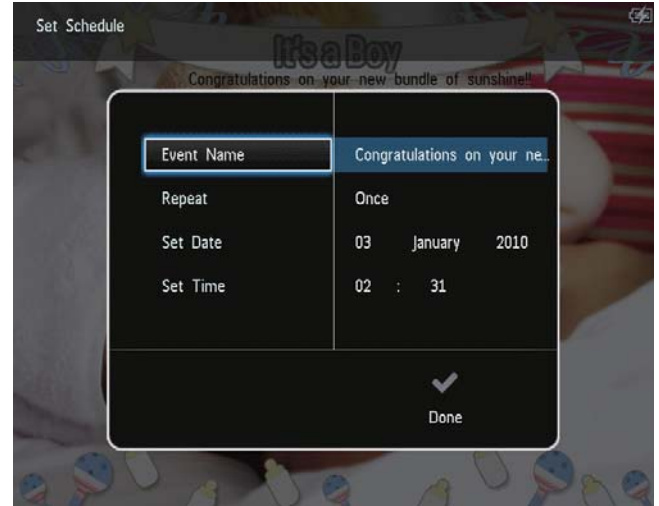 Set Schedule
It's a Boy
Congratulations on your new bundle of sunshine!!
Event Name Congratulations on your ne...
Repeat Once
Set Date 03 January 2010
Set Time 02 : 31
Done